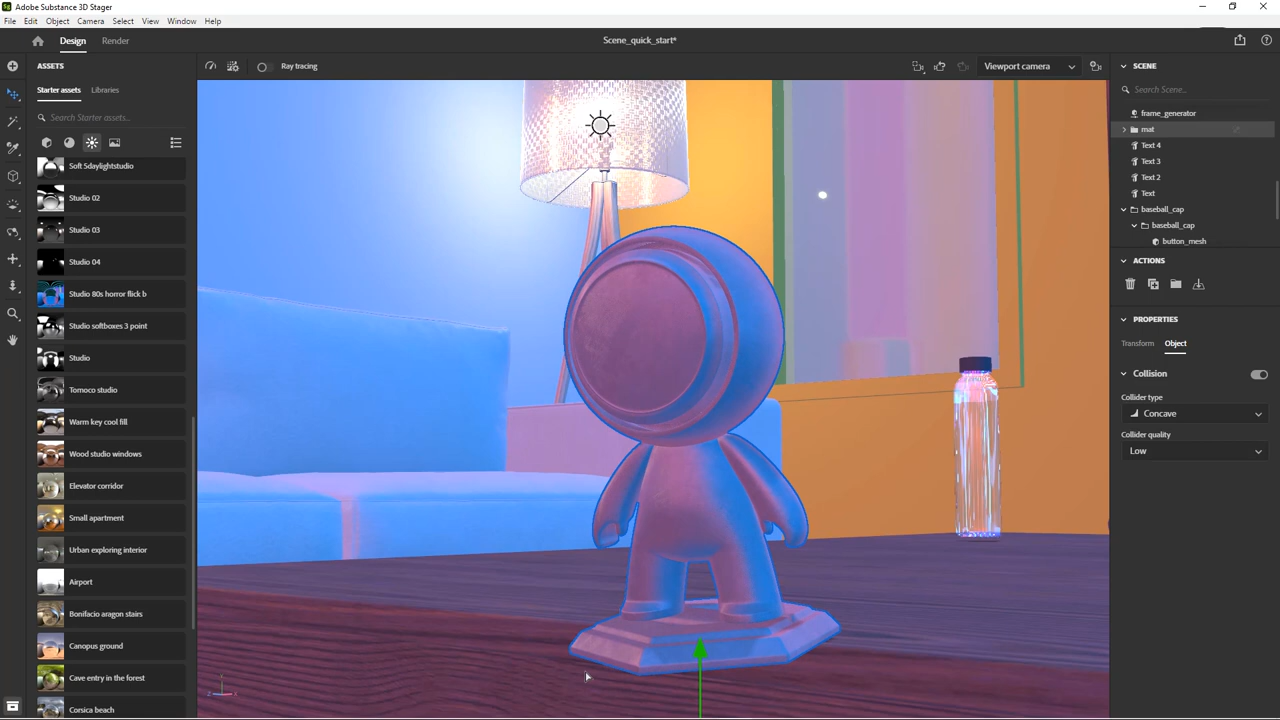 Adobe Substance 3D Stager
File Edit Object Camera Select View Window Help
Design Render
Scene_quick_start*
ASSETS
Starter assets Libraries
Search Starter assets...
Soft 5daylightstudio
Studio 02
Studio 03
Studio 04
Studio 80s horror flick b
Studio softboxes 3 point
Studio
Tomoco studio
Warm key cool fill
Wood studio windows
Elevator corridor
Small apartment
Urban exploring interior
Airport
Bonifacio aragon stairs
Canopus ground
Cave entry in the forest
Corsica beach
Ray tracing
Viewport camera
SCENE
Search Scene...
frame_generator
mat
Text 4
Text 3
Text 2
Text
baseball_cap
baseball_cap
button_mesh
ACTIONS
PROPERTIES
Transform Object
Collision
Collider type
Concave
Collider quality
Low